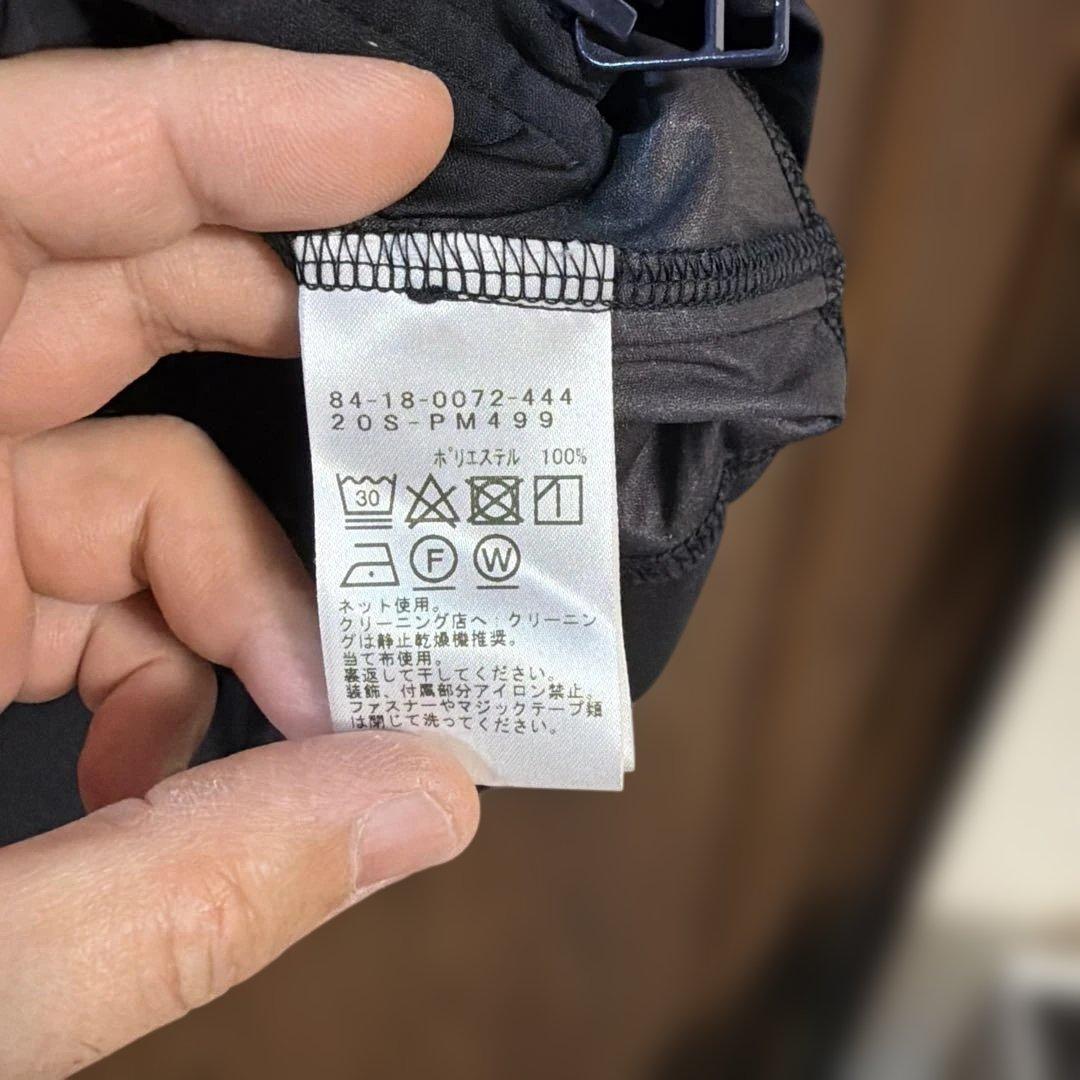 84-18-0072-444
20S-PM499
ポリエステル 100%
30
F W
ネット使用。
クリーニング店へ:クリーニン
グは静止乾燥機推奨。
当て布使用。
裏返して干してください。
装飾、付属部分アイロン禁止。
ファスナーやマジックテープ類
は閉じて洗ってください。